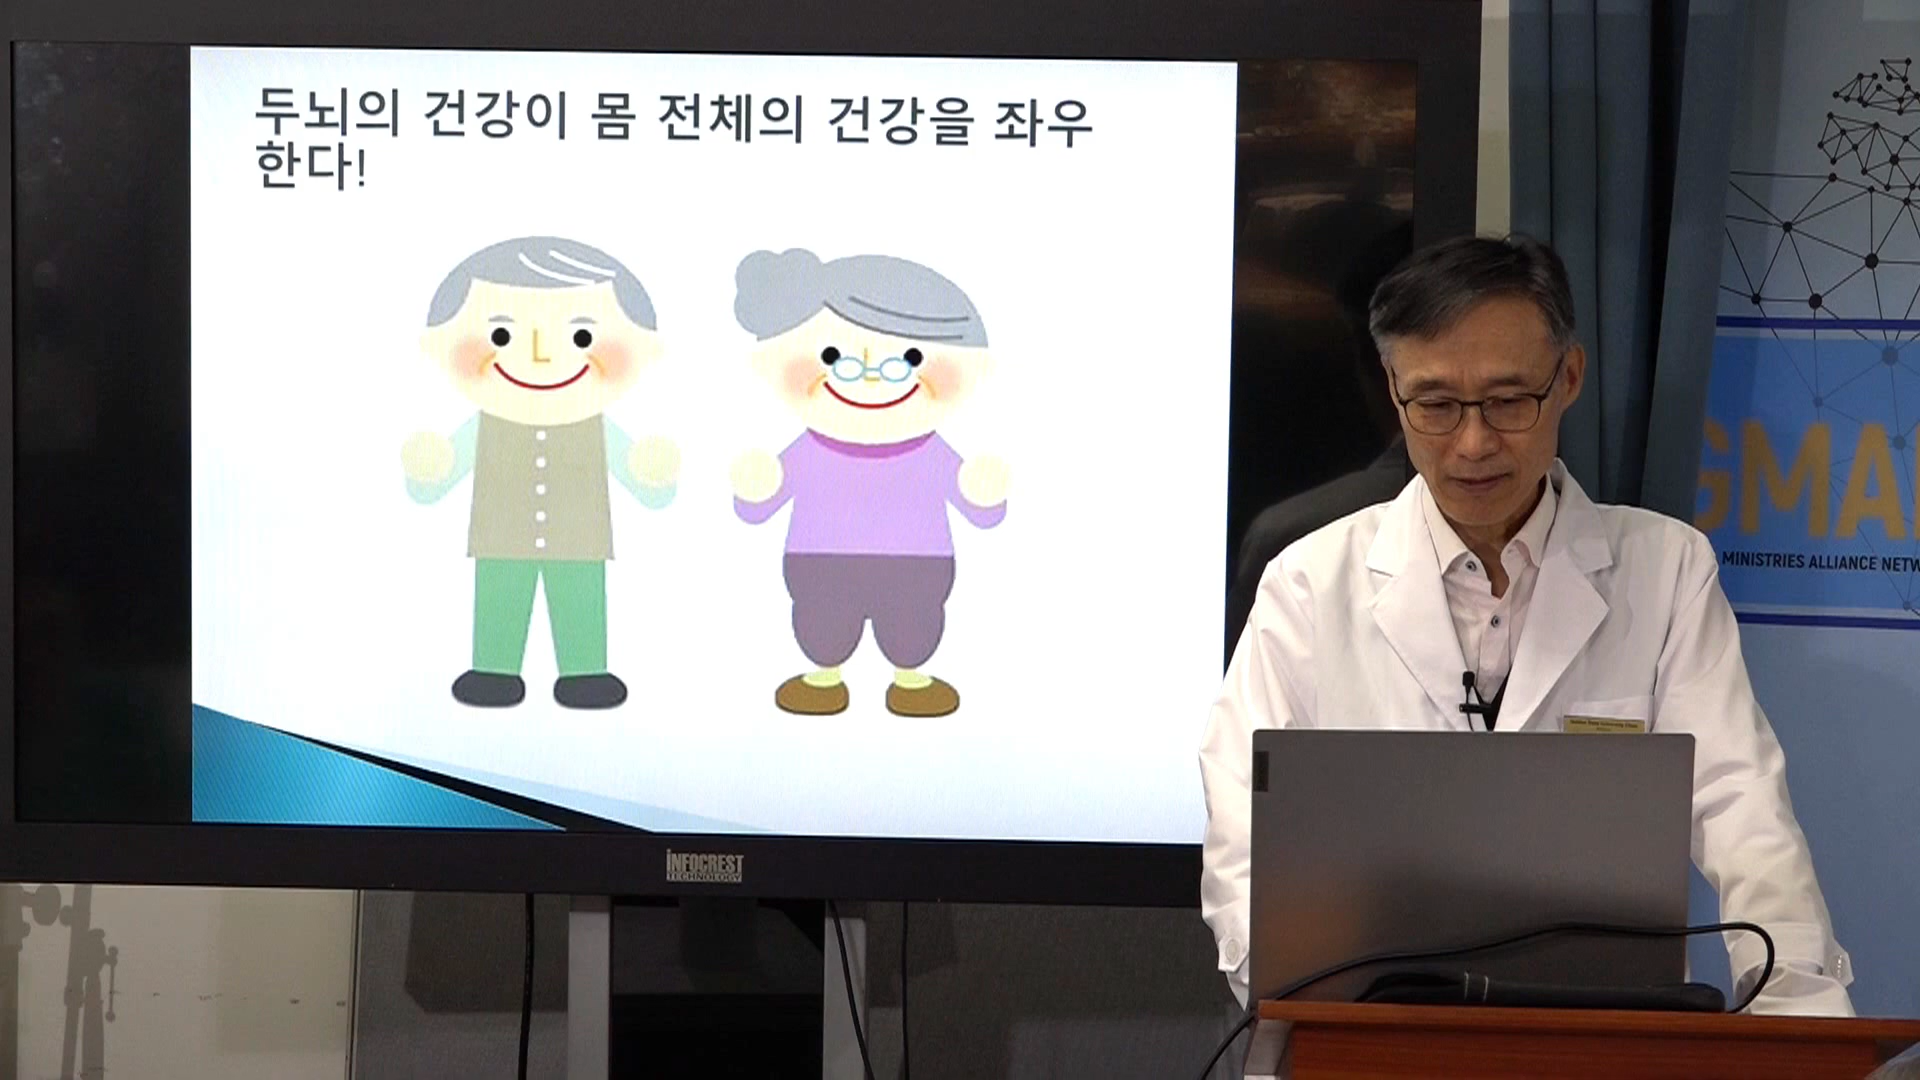 두뇌의 건강이 몸 전체의 건강을 좌우
한다!
GMA
MINISTRIES ALLIANCE NETW
INFOCREST
TECHNOLOGY